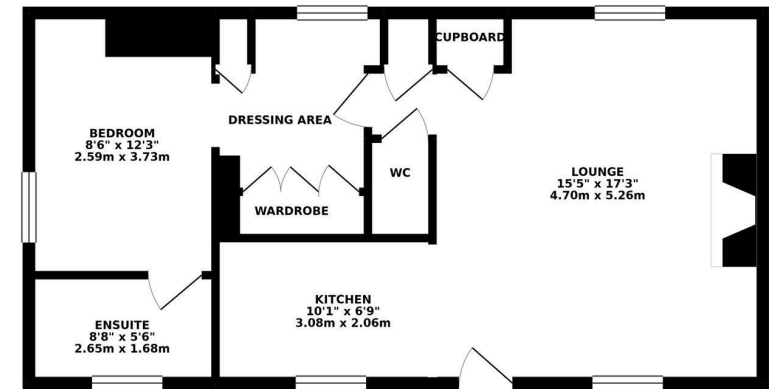 CUPBOARD
DRESSING AREA
BEDROOM
8'6" x 12'3"
2.59m x 3.73m
WC
LOUNGE
15'5" x 17'3"
4.70m x 5.26m
WARDROBE
KITCHEN
10'1" x 6'9"
3.08m x 2.06m
ENSUITE
8'8" x 5'6"
2.65m x 1.68m